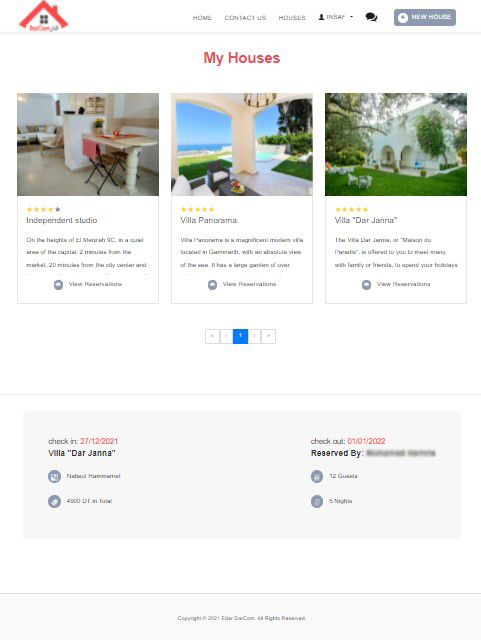 DarCom
HOME CONTACT US HOUSES INSAF NEW HOUSE
My Houses
Independent studio
On the heights of El Menzah 9C, in a quiet
area of the capital, 2 minutes from the
market, 20 minutes from the city center and
View Reservations
Villa Panorama
Villa Panorama is a magnificent modern villa
located in Gammarth, with an absolute view
of the sea. It has a large garden of over
View Reservations
Villa "Dar Janna"
The Villa Dar Janna, or "Maison du
Paradis", is offered to you to meet many,
with family or friends, to spend your holidays
View Reservations
« ‹ 1 › »
check in: 27/12/2021
Villa "Dar Janna"
Nabeul Hammamet
4900 DT in Total
check out: 01/01/2022
Reserved By:
12 Guests
5 Nights
Copyright © 2021 Edar DarCom. All Rights Reserved.